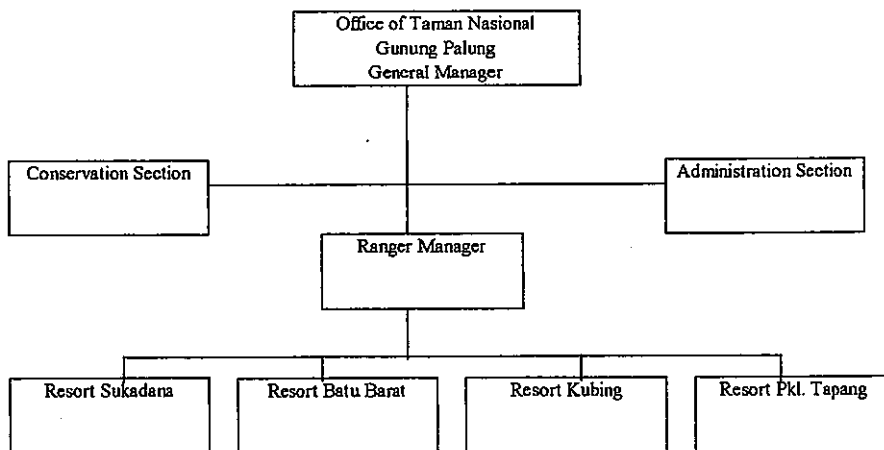 Office of Taman Nasional
Gunung Palung
General Manager
Conservation Section
Administration Section
Ranger Manager
Resort Sukadana
Resort Batu Barat
Resort Kubing
Resort Pkl. Tapang